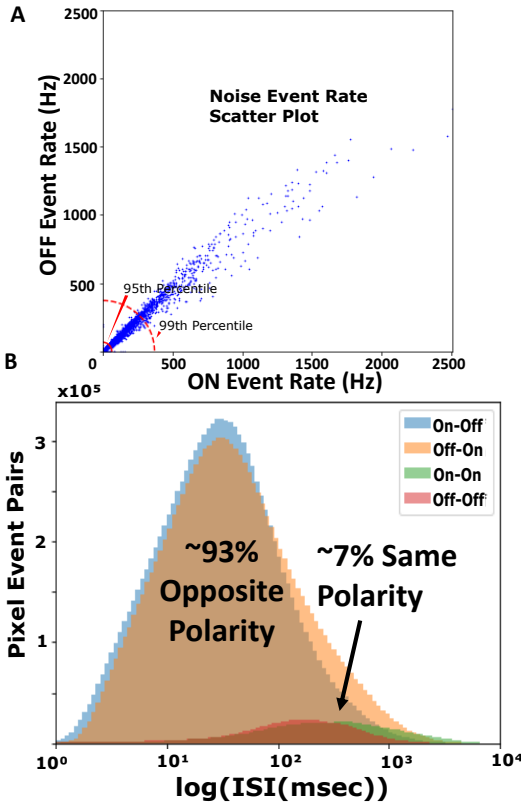 A
2500
2000
1500
1000
500
0
OFF Event Rate (Hz)
Noise Event Rate
Scatter Plot
95th Percentile
99th Percentile
500
1000
1500
2000
2500
ON Event Rate (Hz)
B
x10⁵
3
2
1
Pixel Event Pairs
On-Off
Off-On
On-On
Off-Off
~93%
Opposite
Polarity
~7% Same
Polarity
10⁰
10¹
10²
10³
10⁴
log(ISI(msec))